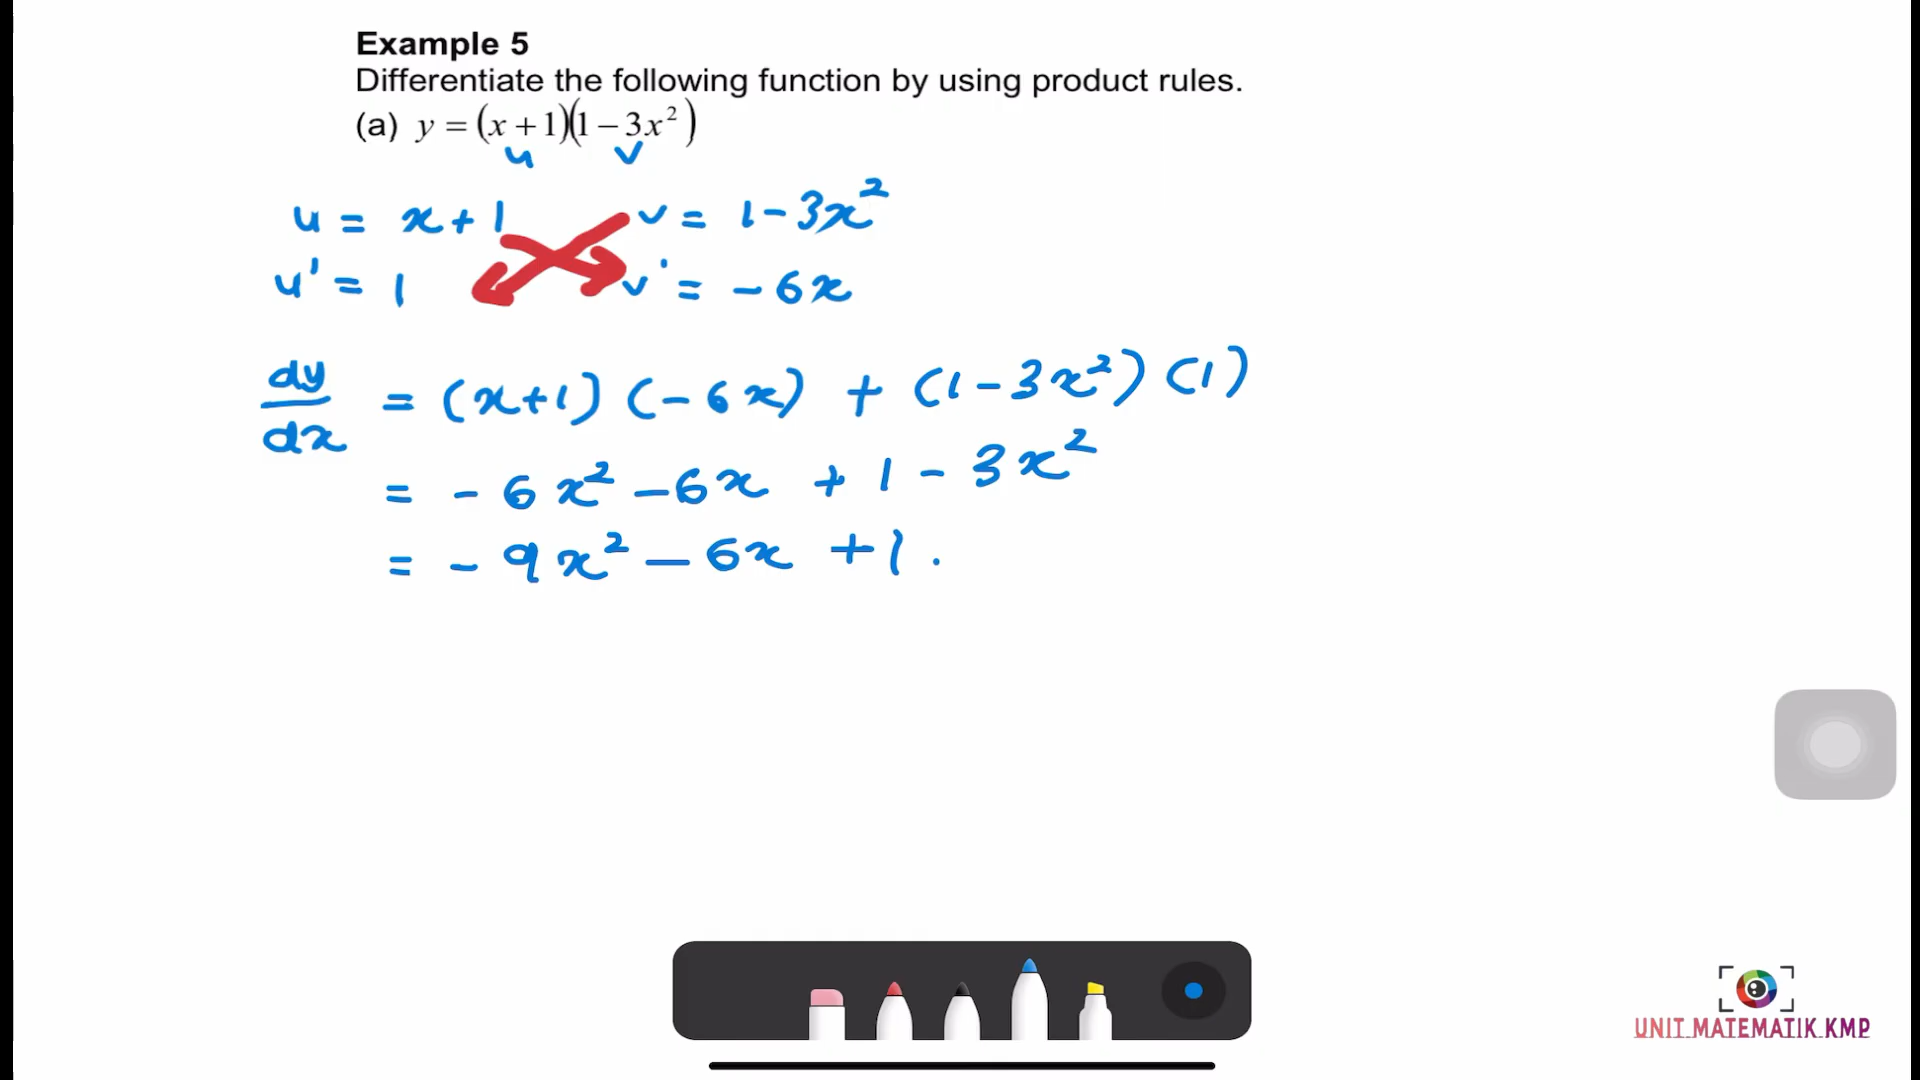 Example 5
Differentiate the following function by using product rules.
(a) y = (x + 1)(1 − 3x²)
u v
u = x + 1 v = 1 − 3x²
u' = 1 v' = − 6x
dy/dx = (x+1) (− 6x) + (1 − 3x²) (1)
= − 6x² − 6x + 1 − 3x²
= − 9x² − 6x + 1 .
UNIT.MATEMATIK.KMP